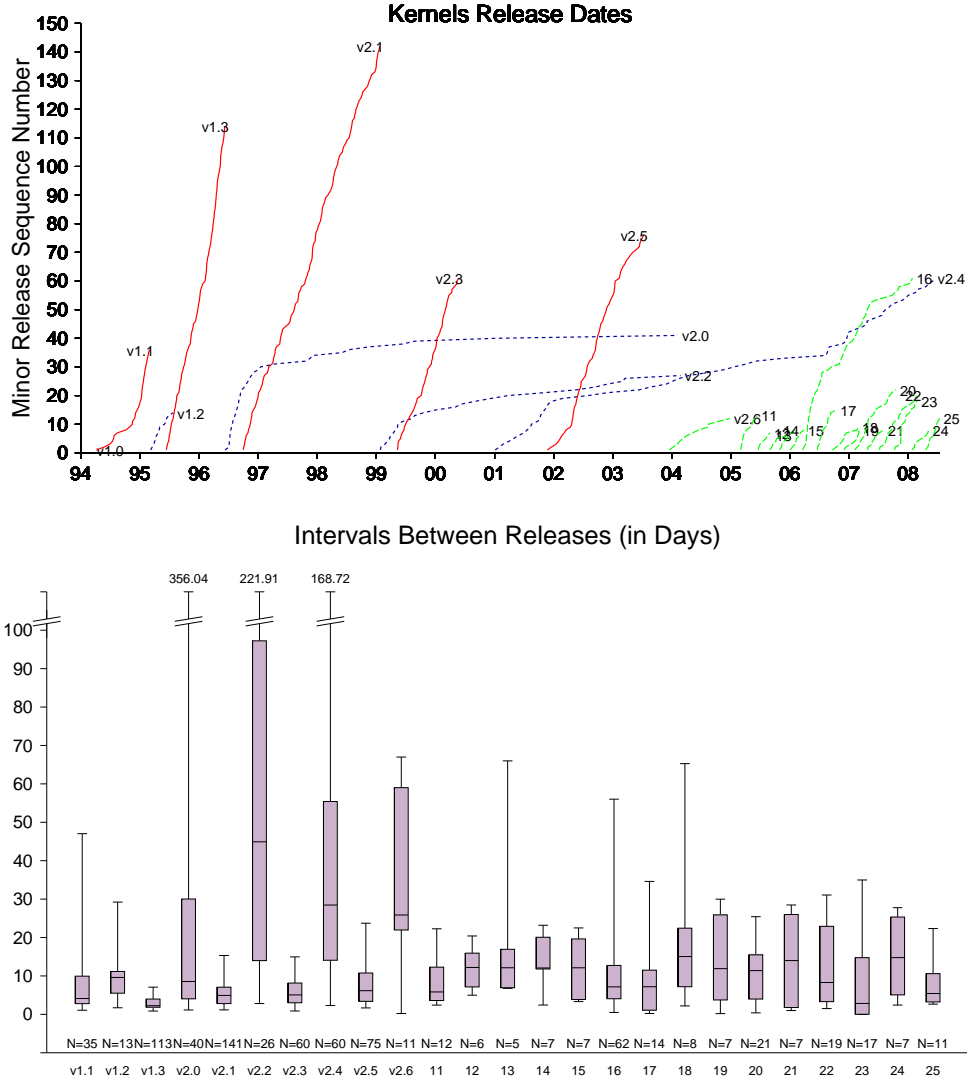 Kernels Release Dates
Minor Release Sequence Number
150
140
130
120
110
100
90
80
70
60
50
40
30
20
10
0
v2.1
v1.3
v2.5
v2.3
16 v2.4
v1.1
v2.0
v2.2
v1.2
20
22
23
17
v2.6 11
25
18
19
21
24
13
14
15
v1.0
94 95 96 97 98 99 00 01 02 03 04 05 06 07 08
Intervals Between Releases (in Days)
356.04 221.91 168.72
100
90
80
70
60
50
40
30
20
10
0
N=35 N=13 N=113 N=40 N=141 N=26 N=60 N=60 N=75 N=11 N=12 N=6 N=5 N=7 N=7 N=62 N=14 N=8 N=7 N=21 N=7 N=19 N=17 N=7 N=11
v1.1 v1.2 v1.3 v2.0 v2.1 v2.2 v2.3 v2.4 v2.5 v2.6 11 12 13 14 15 16 17 18 19 20 21 22 23 24 25